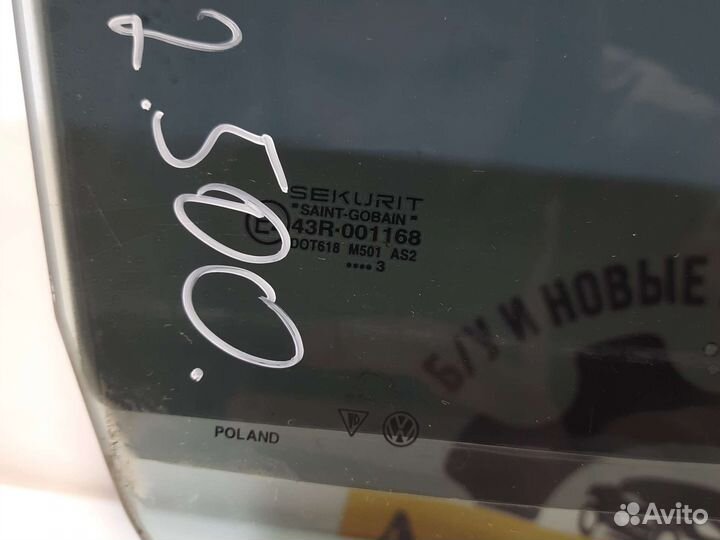 2.500.
SEKURIT
"SAINT-GOBAIN"
43R-001168
DOT618 M501 AS2
•••• 3
Б/У И НОВЫЕ
POLAND
Avito